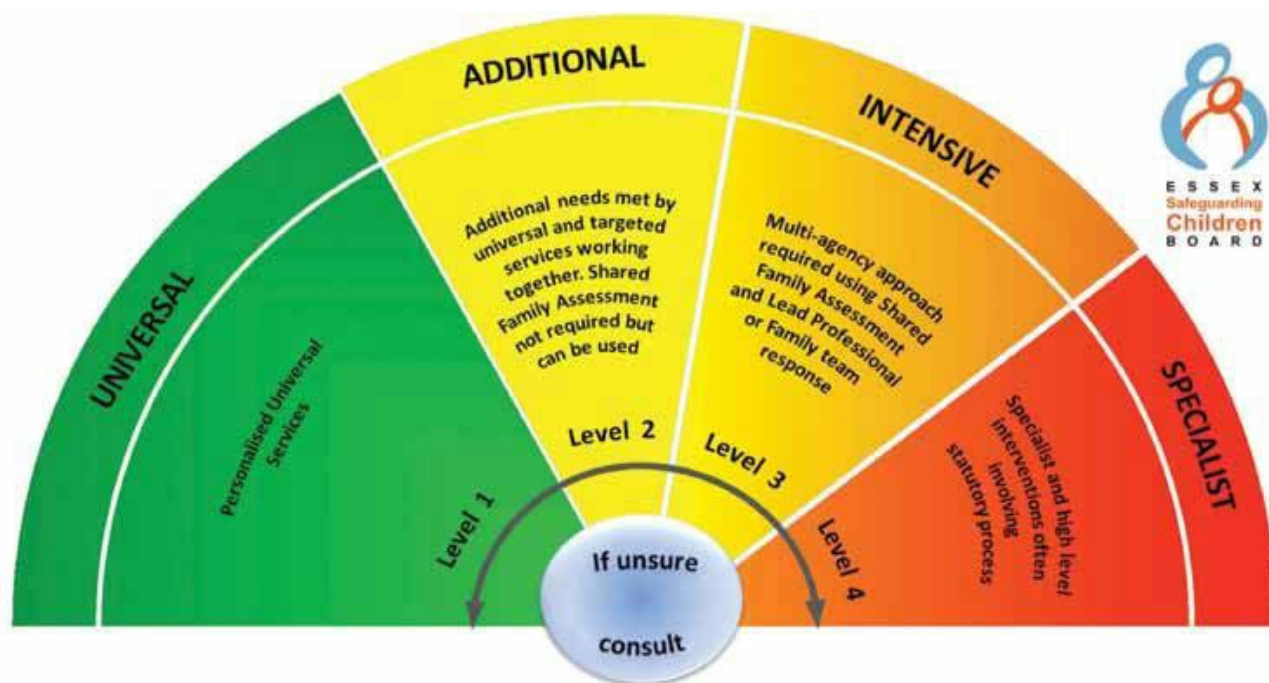 UNIVERSAL
Personalised Universal
Services
Level 1
ADDITIONAL
Additional needs met by
universal and targeted
services working
together. Shared
Family Assessment
not required but
can be used
Level 2
INTENSIVE
Multi-agency approach
required using Shared
Family Assessment
and Lead Professional
or Family team
response
Level 3
SPECIALIST
Specialist and high level
interventions often
involving
statutory process
Level 4
If unsure
consult
ESSEX
Safeguarding
Children
BOARD